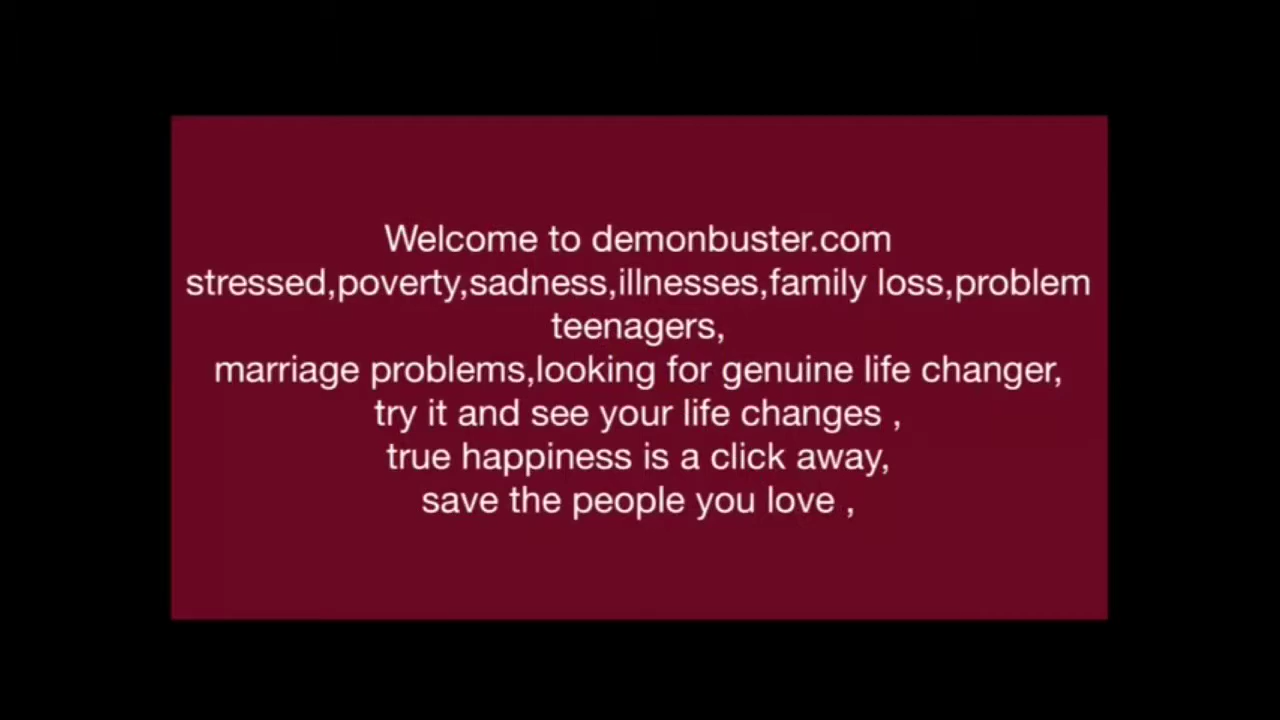 Welcome to demonbuster.com
stressed,poverty,sadness,illnesses,family loss,problem
teenagers,
marriage problems,looking for genuine life changer,
try it and see your life changes ,
true happiness is a click away,
save the people you love ,